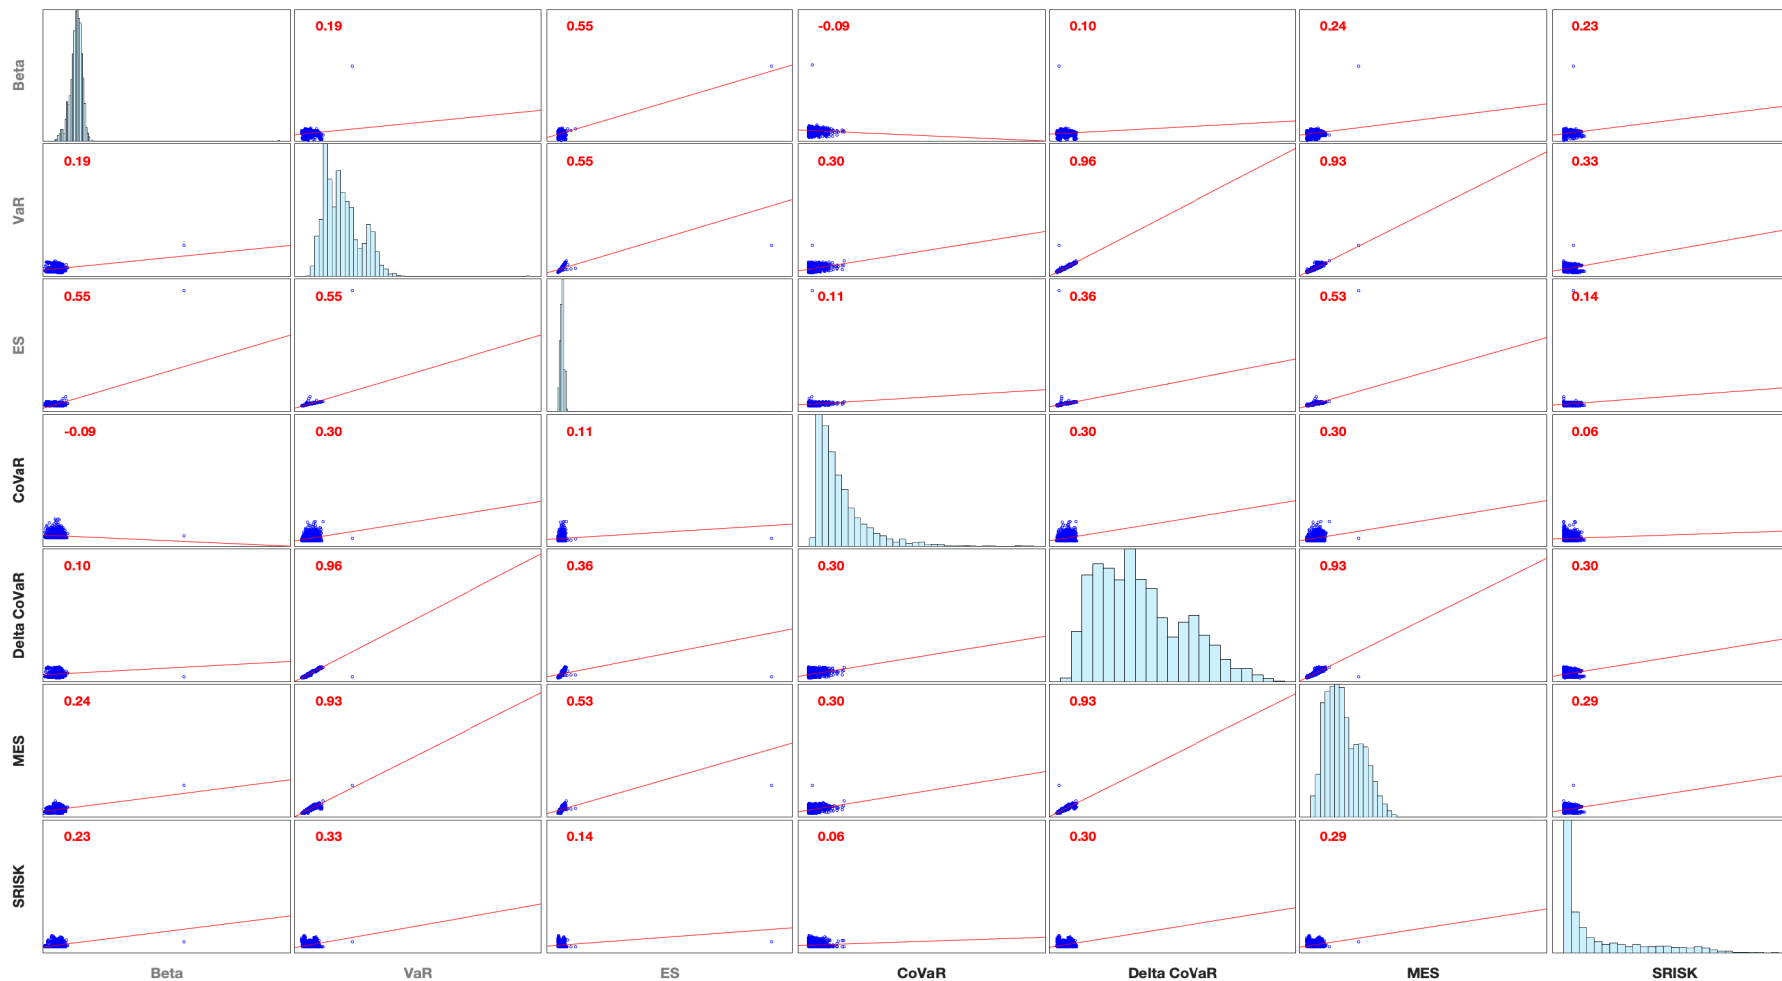 0.19 0.55 -0.09 0.10 0.24 0.23
Beta
0.19 0.55 0.30 0.96 0.93 0.33
VaR
0.55 0.55 0.11 0.36 0.53 0.14
ES
-0.09 0.30 0.11 0.30 0.30 0.06
CoVaR
0.10 0.96 0.36 0.30 0.93 0.30
Delta CoVaR
0.24 0.93 0.53 0.30 0.93 0.29
MES
0.23 0.33 0.14 0.06 0.30 0.29
SRISK
Beta VaR ES CoVaR Delta CoVaR MES SRISK